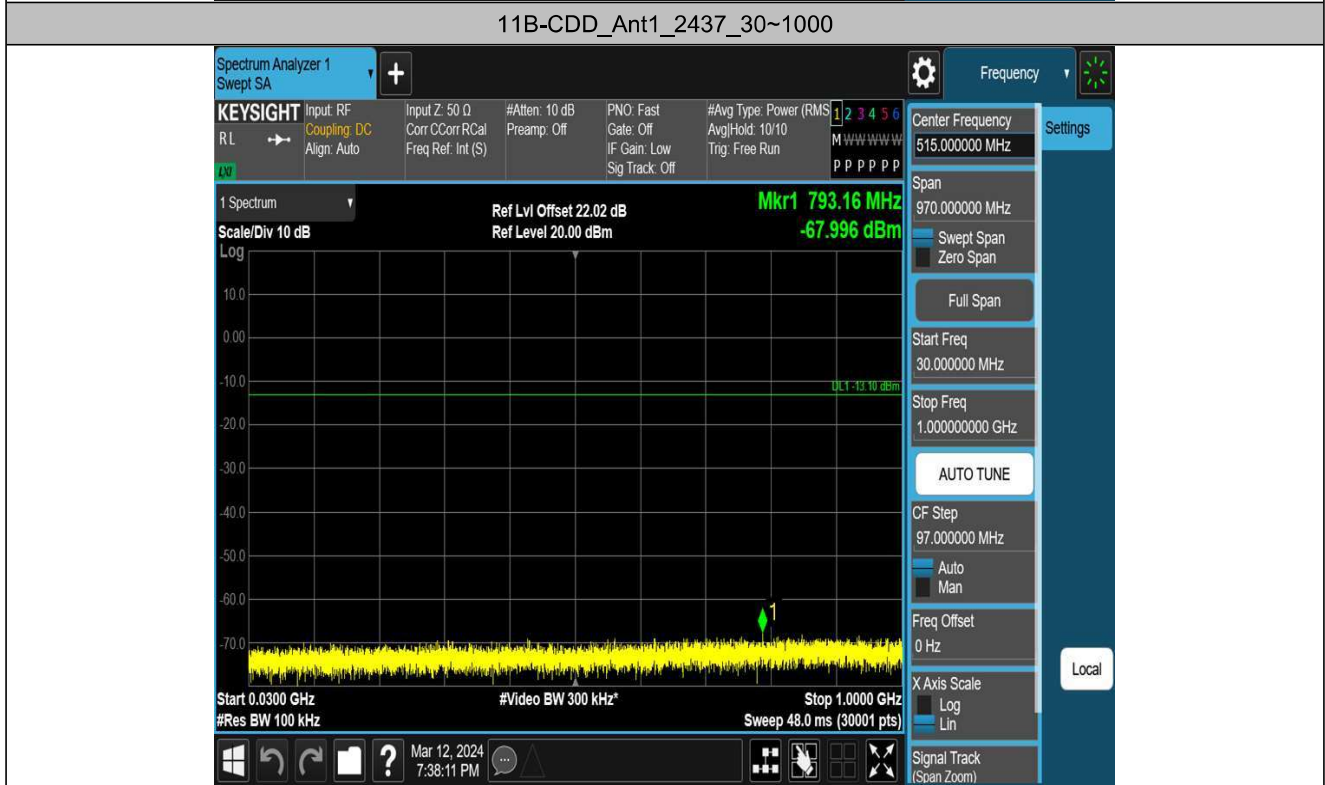 11B-CDD_Ant1_2437_30~1000
Spectrum Analyzer 1
Swept SA
+
Frequency
KEYSIGHT
RL
LXI
Input: RF
Coupling: DC
Align: Auto
Input Z: 50 Ω
Corr CCorr RCal
Freq Ref: Int (S)
#Atten: 10 dB
Preamp: Off
PNO: Fast
Gate: Off
IF Gain: Low
Sig Track: Off
#Avg Type: Power (RMS
Avg|Hold: 10/10
Trig: Free Run
1 2 3 4 5 6
M W W W W W
P P P P P P
1 Spectrum
Scale/Div 10 dB
Log
Ref Lvl Offset 22.02 dB
Ref Level 20.00 dBm
Mkr1 793.16 MHz
-67.996 dBm
10.0
0.00
-10.0
DL1 -13.10 dBm
-20.0
-30.0
-40.0
-50.0
-60.0
1
-70.0
Start 0.0300 GHz
#Res BW 100 kHz
#Video BW 300 kHz*
Stop 1.0000 GHz
Sweep 48.0 ms (30001 pts)
?
Mar 12, 2024
7:38:11 PM
Center Frequency
515.000000 MHz
Settings
Span
970.000000 MHz
Swept Span
Zero Span
Full Span
Start Freq
30.000000 MHz
Stop Freq
1.000000000 GHz
AUTO TUNE
CF Step
97.000000 MHz
Auto
Man
Freq Offset
0 Hz
X Axis Scale
Log
Lin
Local
Signal Track
(Span Zoom)